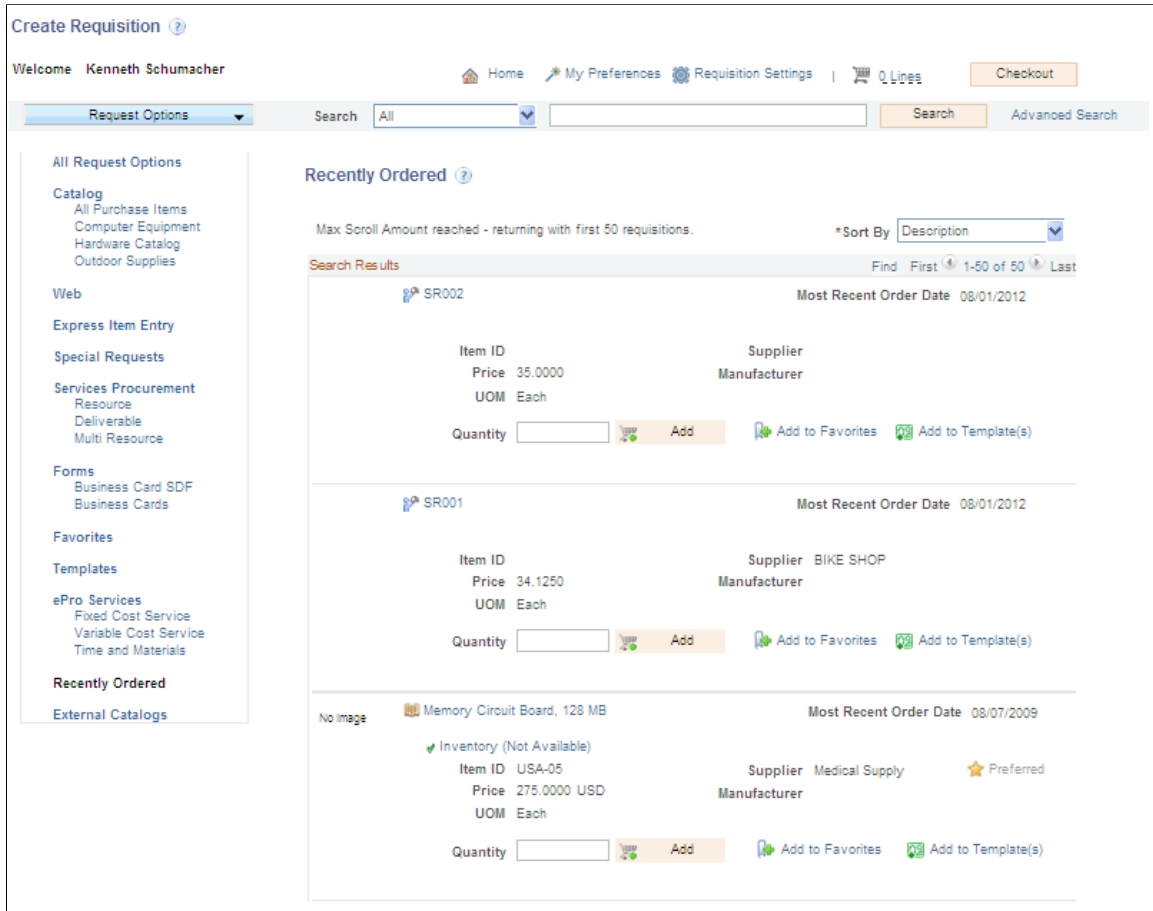 Create Requisition ?
Welcome Kenneth Schumacher
Home My Preferences Requisition Settings | 0 Lines Checkout
Request Options Search All Search Advanced Search
All Request Options
Catalog
All Purchase Items
Computer Equipment
Hardware Catalog
Outdoor Supplies
Web
Express Item Entry
Special Requests
Services Procurement
Resource
Deliverable
Multi Resource
Forms
Business Card SDF
Business Cards
Favorites
Templates
ePro Services
Fixed Cost Service
Variable Cost Service
Time and Materials
Recently Ordered
External Catalogs
Recently Ordered ?
Max Scroll Amount reached - returning with first 50 requisitions. *Sort By Description
Search Results Find First 1-50 of 50 Last
SR002 Most Recent Order Date 08/01/2012
Item ID Supplier
Price 35.0000 Manufacturer
UOM Each
Quantity Add Add to Favorites Add to Template(s)
SR001 Most Recent Order Date 08/01/2012
Item ID Supplier BIKE SHOP
Price 34.1250 Manufacturer
UOM Each
Quantity Add Add to Favorites Add to Template(s)
No Image Memory Circuit Board, 128 MB Most Recent Order Date 08/07/2009
Inventory (Not Available)
Item ID USA-05 Supplier Medical Supply Preferred
Price 275.0000 USD Manufacturer
UOM Each
Quantity Add Add to Favorites Add to Template(s)